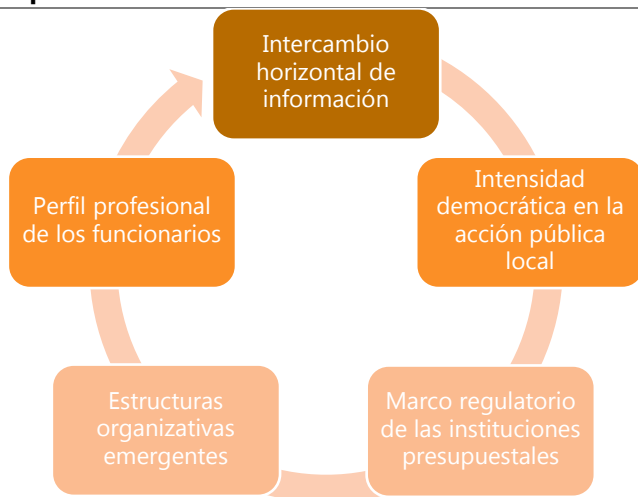 Intercambio
horizontal de
información
Intensidad
democrática en la
acción pública
local
Marco regulatorio
de las instituciones
presupuestales
Estructuras
organizativas
emergentes
Perfil profesional
de los funcionarios